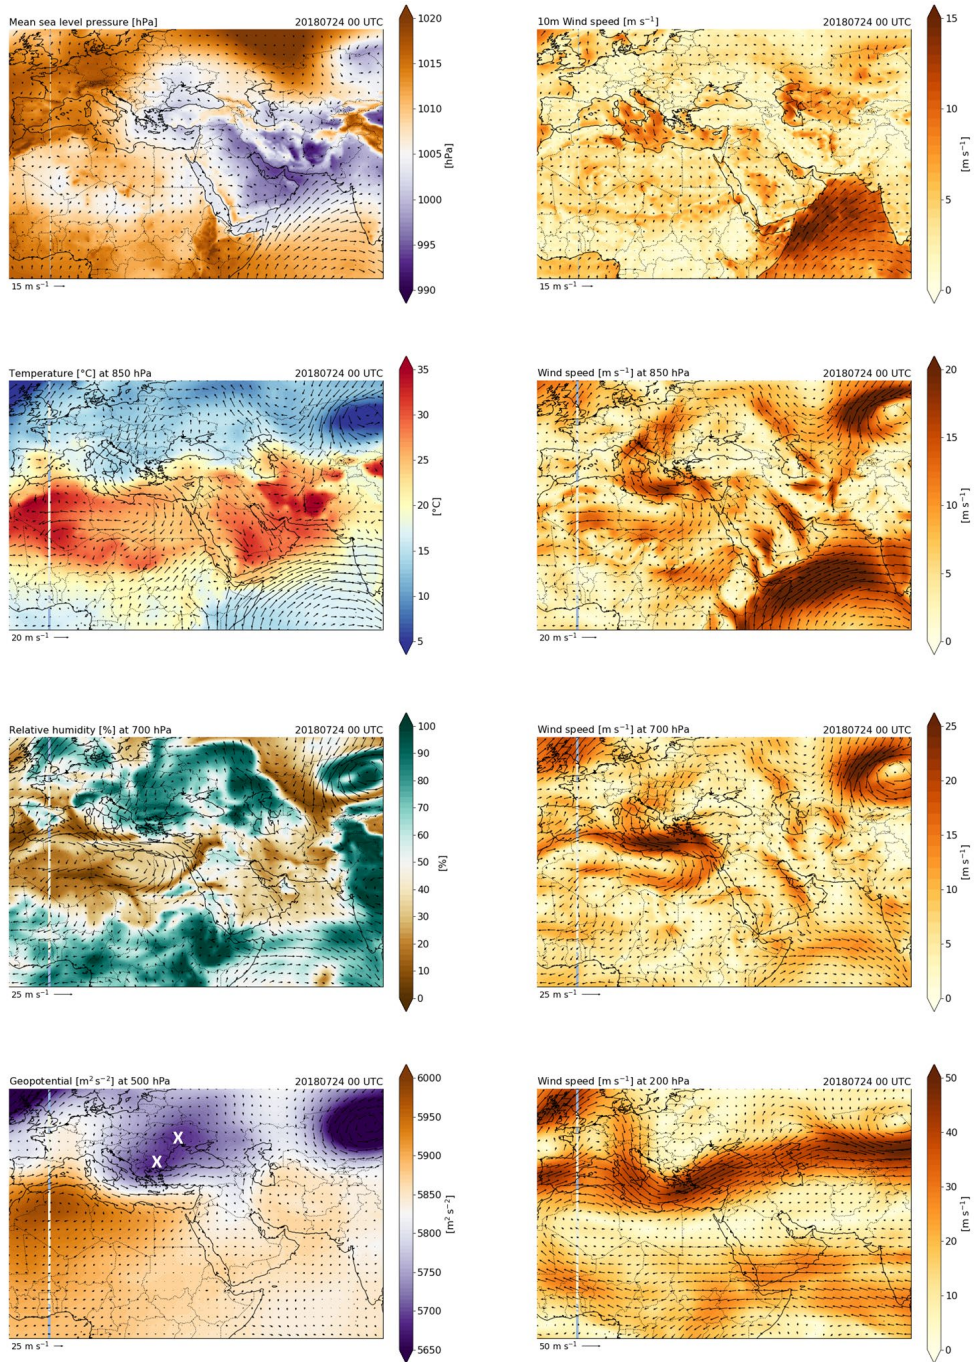 Mean sea level pressure [hPa] 20180724 00 UTC
1020
1015
1010
1005
1000
995
990
[hPa]
15 m s⁻¹
10m Wind speed [m s⁻¹] 20180724 00 UTC
15
10
5
0
[m s⁻¹]
15 m s⁻¹
Temperature [°C] at 850 hPa 20180724 00 UTC
35
30
25
20
15
10
5
[°C]
20 m s⁻¹
Wind speed [m s⁻¹] at 850 hPa 20180724 00 UTC
20
15
10
5
0
[m s⁻¹]
20 m s⁻¹
Relative humidity [%] at 700 hPa 20180724 00 UTC
100
90
80
70
60
50
40
30
20
10
0
[%]
25 m s⁻¹
Wind speed [m s⁻¹] at 700 hPa 20180724 00 UTC
25
20
15
10
5
0
[m s⁻¹]
25 m s⁻¹
Geopotential [m² s⁻²] at 500 hPa 20180724 00 UTC
X
X
6000
5950
5900
5850
5800
5750
5700
5650
[m² s⁻²]
25 m s⁻¹
Wind speed [m s⁻¹] at 200 hPa 20180724 00 UTC
50
40
30
20
10
0
[m s⁻¹]
50 m s⁻¹